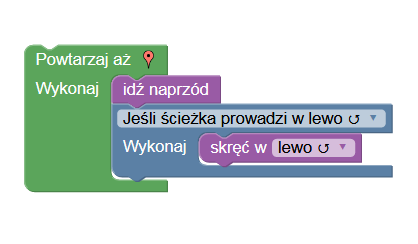 Powtarzaj aż
Wykonaj idź naprzód
Jeśli ścieżka prowadzi w lewo ↺ ▼
Wykonaj skręć w lewo ↺ ▼